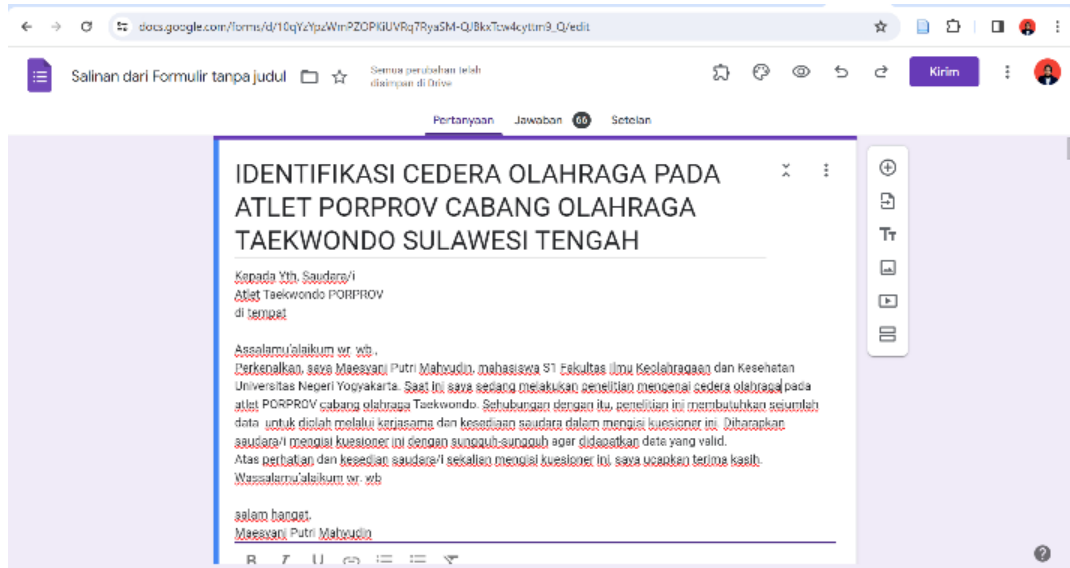 docs.google.com/forms/d/10qYzYpzWmPZOPKiUVRq7RyaSM-QJBkxTcw4cyttm9_Q/edit
Salinan dari Formulir tanpa judul
Semua perubahan telah
disimpan di Drive
Kirim
Pertanyaan Jawaban 66 Setelan
IDENTIFIKASI CEDERA OLAHRAGA PADA
ATLET PORPROV CABANG OLAHRAGA
TAEKWONDO SULAWESI TENGAH
Kepada Yth, Saudara/i
Atlet Taekwondo PORPROV
di tempat
Assalamu'alaikum wr. wb.,
Perkenalkan, saya Maesyani Putri Mahyudin, mahasiswa S1 Fakultas Ilmu Keolahragaan dan Kesehatan
Universitas Negeri Yogyakarta. Saat ini saya sedang melakukan penelitian mengenai cedera olahraga pada
atlet PORPROV cabang olahraga Taekwondo. Sehubungan dengan itu, penelitian ini membutuhkan sejumlah
data untuk diolah melalui kerjasama dan kesediaan saudara dalam mengisi kuesioner ini. Diharapkan
saudara/i mengisi kuesioner ini dengan sungguh-sungguh agar didapatkan data yang valid.
Atas perhatian dan kesedian saudara/i sekalian mengisi kuesioner ini, saya ucapkan terima kasih.
Wassalamu'alaikum wr. wb
salam hangat,
Maesyani Putri Mahyudin